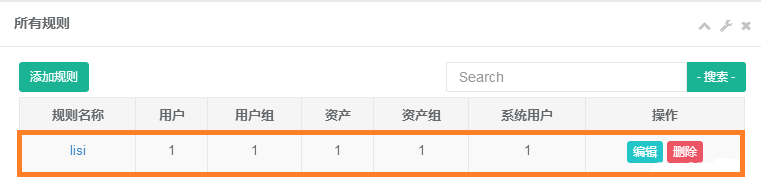 所有规则
添加规则 Search - 搜索 -
规则名称 用户 用户组 资产 资产组 系统用户 操作
lisi 1 1 1 1 1 编辑 删除